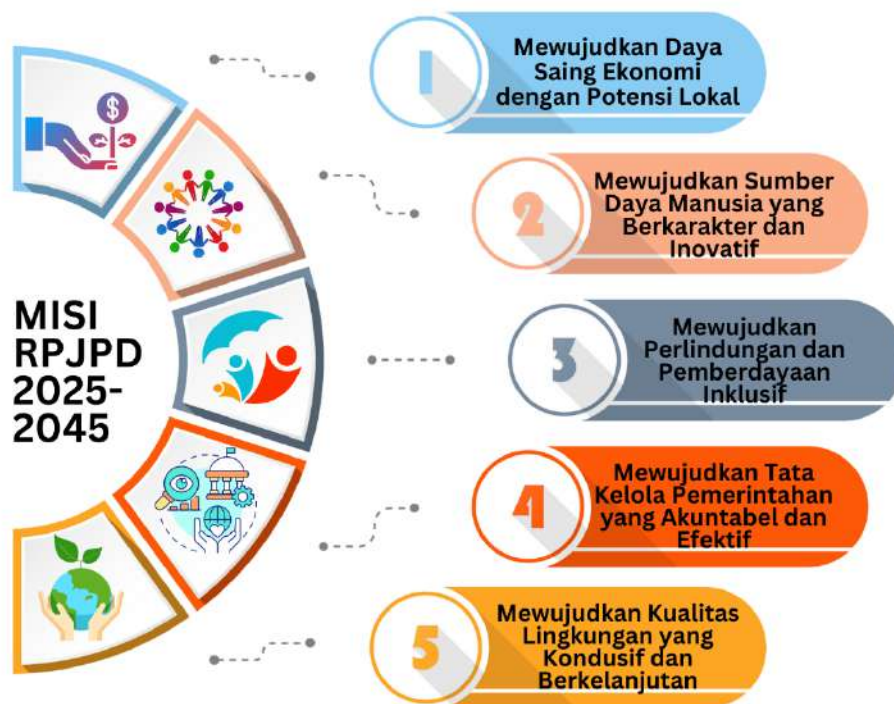 MISI
RPJPD
2025-
2045
$
1
Mewujudkan Daya
Saing Ekonomi
dengan Potensi Lokal
2
Mewujudkan Sumber
Daya Manusia yang
Berkarakter dan
Inovatif
3
Mewujudkan
Perlindungan dan
Pemberdayaan
Inklusif
4
Mewujudkan Tata
Kelola Pemerintahan
yang Akuntabel dan
Efektif
5
Mewujudkan Kualitas
Lingkungan yang
Kondusif dan
Berkelanjutan